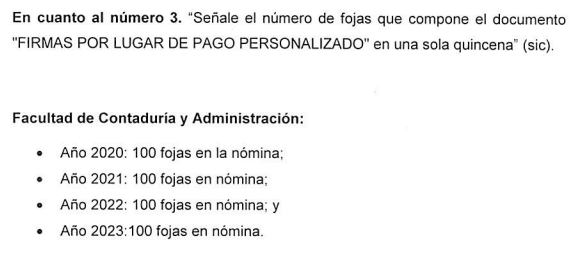 En cuanto al número 3. “Señale el número de fojas que compone el documento
"FIRMAS POR LUGAR DE PAGO PERSONALIZADO" en una sola quincena” (sic).
Facultad de Contaduría y Administración:
• Año 2020: 100 fojas en la nómina;
• Año 2021: 100 fojas en nómina;
• Año 2022: 100 fojas en nómina; y
• Año 2023:100 fojas en nómina.